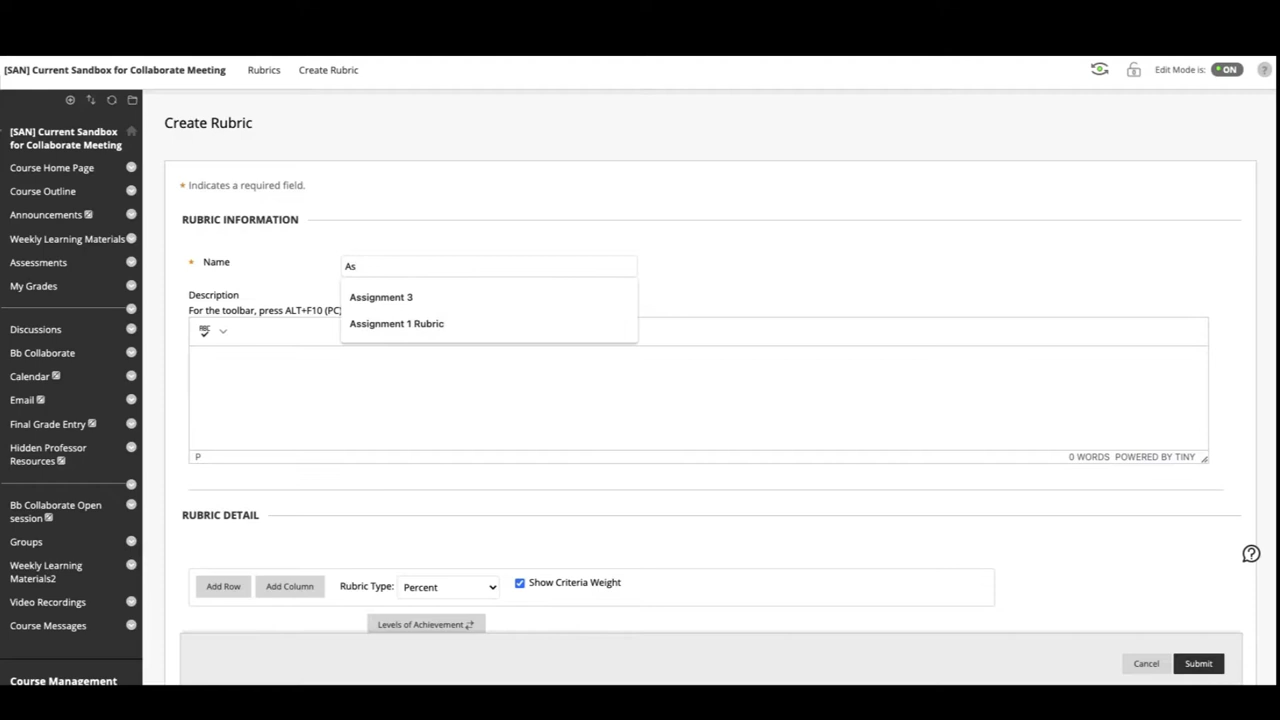 [SAN] Current Sandbox for Collaborate Meeting Rubrics Create Rubric Edit Mode is: ON ?
[SAN] Current Sandbox
for Collaborate Meeting
Course Home Page
Course Outline
Announcements
Weekly Learning Materials
Assessments
My Grades
Discussions
Bb Collaborate
Calendar
Email
Final Grade Entry
Hidden Professor
Resources
Bb Collaborate Open
session
Groups
Weekly Learning
Materials2
Video Recordings
Course Messages
Course Management
Create Rubric
* Indicates a required field.
RUBRIC INFORMATION
* Name As
Assignment 3
Assignment 1 Rubric
Description
For the toolbar, press ALT+F10 (PC)
ABC
P 0 WORDS POWERED BY TINY
RUBRIC DETAIL
Add Row Add Column Rubric Type: Percent Show Criteria Weight
Levels of Achievement
Cancel Submit
?